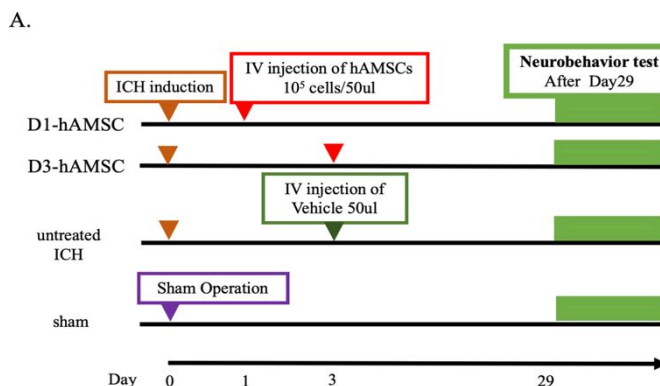 A.
ICH induction
IV injection of hAMSCs
10⁵ cells/50ul
Neurobehavior test
After Day29
D1-hAMSC
D3-hAMSC
IV injection of
Vehicle 50ul
untreated
ICH
Sham Operation
sham
Day 0 1 3 29